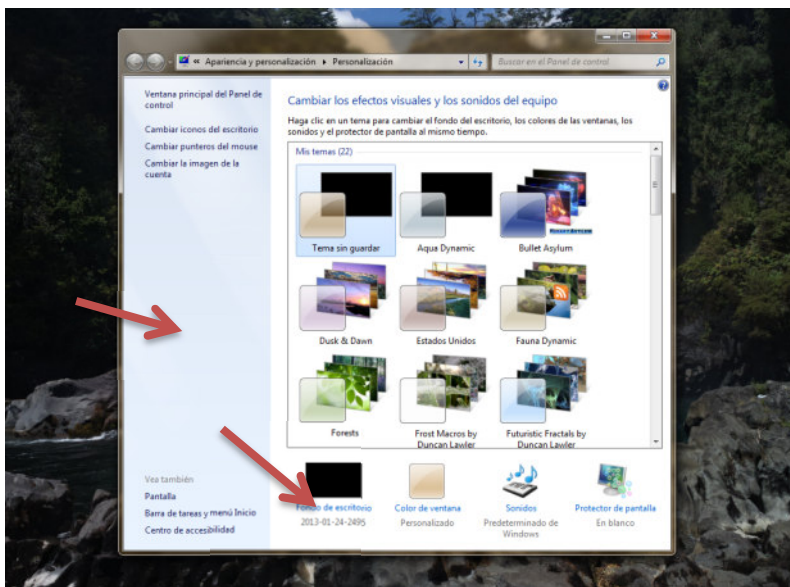 « Apariencia y personalización ▸ Personalización
Buscar en el Panel de control
Ventana principal del Panel de
control
Cambiar iconos del escritorio
Cambiar punteros del mouse
Cambiar la imagen de la
cuenta
Cambiar los efectos visuales y los sonidos del equipo
Haga clic en un tema para cambiar el fondo del escritorio, los colores de las ventanas, los
sonidos y el protector de pantalla al mismo tiempo.
Mis temas (22)
Tema sin guardar
Aqua Dynamic
Bullet Asylum
Dusk & Dawn
Estados Unidos
Fauna Dynamic
Forests
Frost Macros by
Duncan Lawler
Futuristic Fractals by
Duncan Lawler
Vea también
Pantalla
Barra de tareas y menú Inicio
Centro de accesibilidad
Fondo de escritorio
2013-01-24-2495
Color de ventana
Personalizado
Sonidos
Predeterminado de
Windows
Protector de pantalla
En blanco